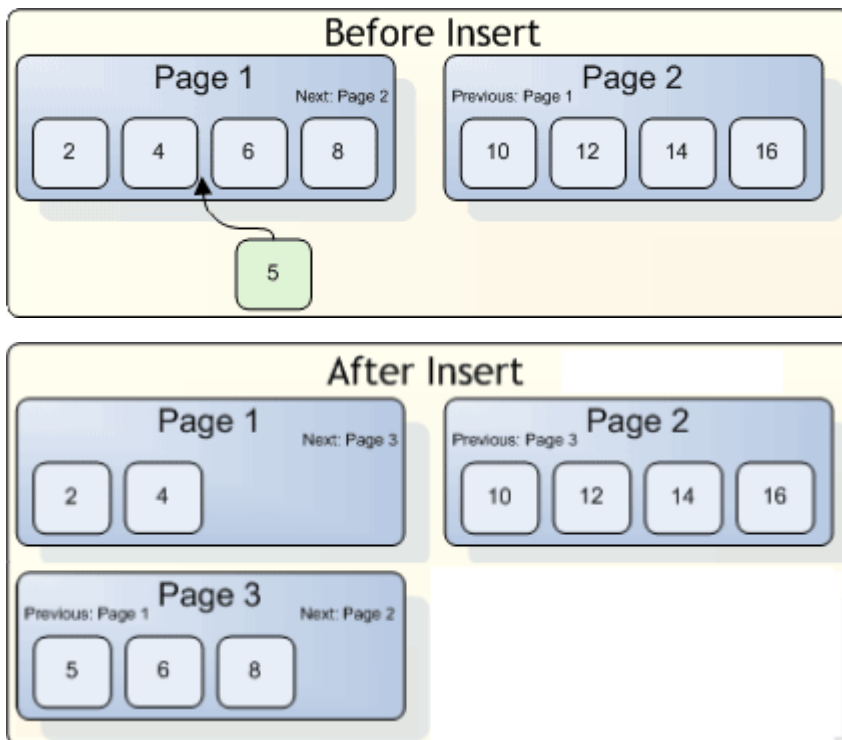 Before Insert
Page 1
Next: Page 2
2 4 6 8
Page 2
Previous: Page 1
10 12 14 16
5
After Insert
Page 1
Next: Page 3
2 4
Page 2
Previous: Page 3
10 12 14 16
Page 3
Previous: Page 1
Next: Page 2
5 6 8